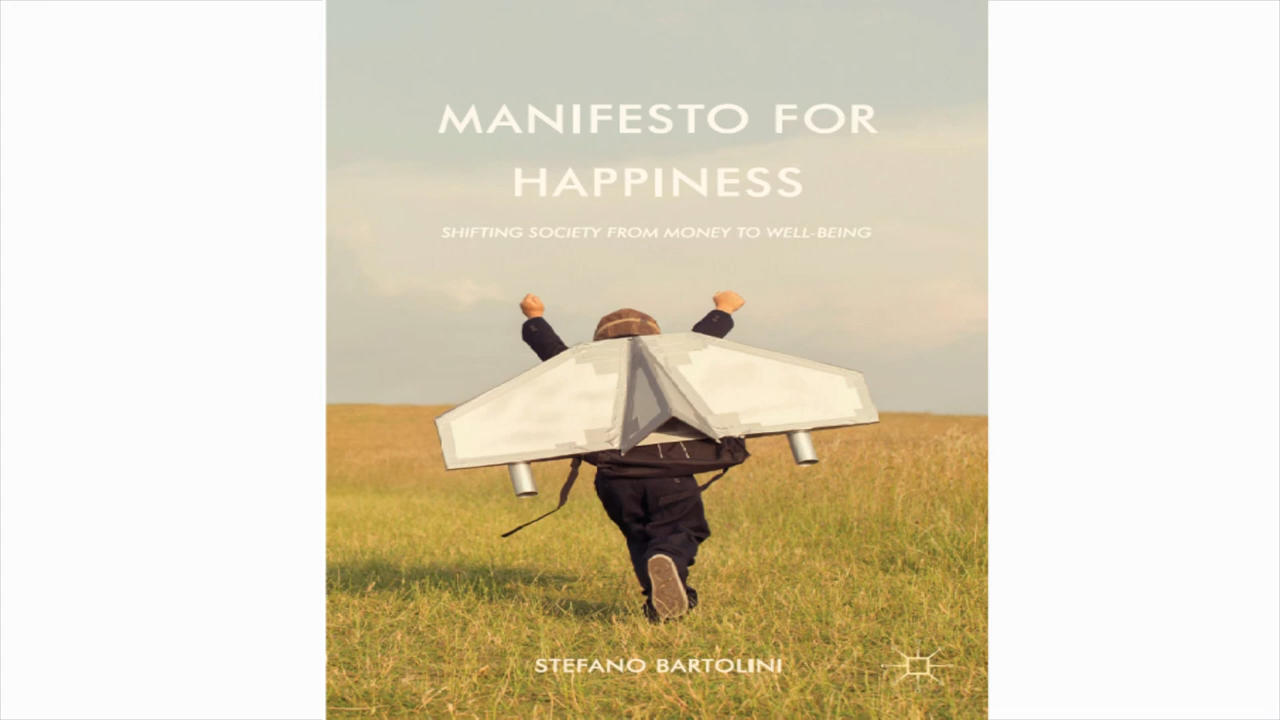 MANIFESTO FOR
HAPPINESS
SHIFTING SOCIETY FROM MONEY TO WELL-BEING
STEFANO BARTOLINI